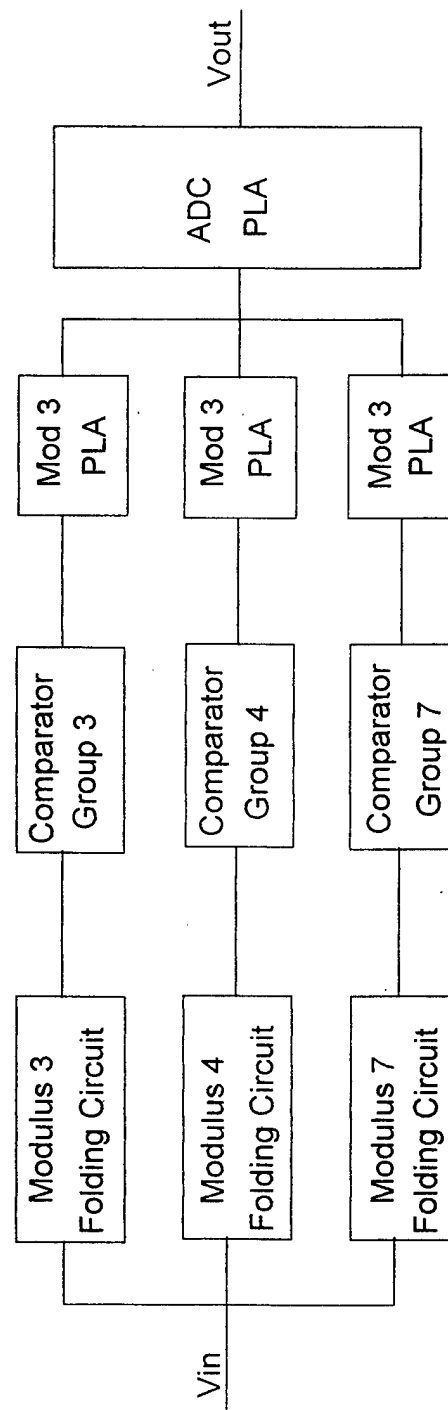 Vin
Modulus 3
Folding Circuit
Comparator
Group 3
Mod 3
PLA
Modulus 4
Folding Circuit
Comparator
Group 4
Mod 3
PLA
Modulus 7
Folding Circuit
Comparator
Group 7
Mod 3
PLA
ADC
PLA
Vout